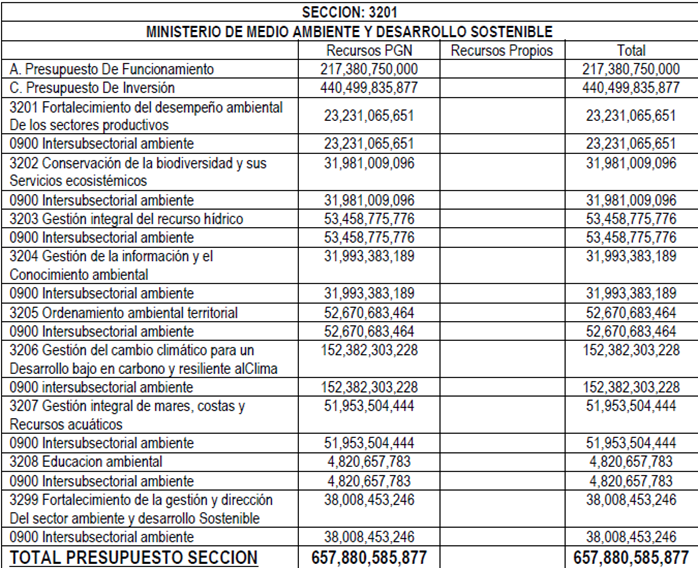 SECCION: 3201
MINISTERIO DE MEDIO AMBIENTE Y DESARROLLO SOSTENIBLE
Recursos PGN Recursos Propios Total
A. Presupuesto De Funcionamiento 217,380,750,000 217,380,750,000
C. Presupuesto De Inversión 440,499,835,877 440,499,835,877
3201 Fortalecimiento del desempeño ambiental
De los sectores productivos 23,231,065,651 23,231,065,651
0900 Intersubsectorial ambiente 23,231,065,651 23,231,065,651
3202 Conservación de la biodiversidad y sus 31,981,009,096 31,981,009,096
Servicios ecosistémicos
0900 Intersubsectorial ambiente 31,981,009,096 31,981,009,096
3203 Gestión integral del recurso hídrico 53,458,775,776 53,458,775,776
0900 Intersubsectorial ambiente 53,458,775,776 53,458,775,776
3204 Gestión de la información y el 31,993,383,189 31,993,383,189
Conocimiento ambiental
0900 Intersubsectorial ambiente 31,993,383,189 31,993,383,189
3205 Ordenamiento ambiental territorial 52,670,683,464 52,670,683,464
0900 Intersubsectorial ambiente 52,670,683,464 52,670,683,464
3206 Gestión del cambio climático para un 152,382,303,228 152,382,303,228
Desarrollo bajo en carbono y resiliente alClima
0900 intersubsectorial ambiente 152,382,303,228 152,382,303,228
3207 Gestión integral de mares, costas y 51,953,504,444 51,953,504,444
Recursos acuáticos
0900 Intersubsectorial ambiente 51,953,504,444 51,953,504,444
3208 Educacion ambiental 4,820,657,783 4,820,657,783
0900 Intersubsectorial ambiente 4,820,657,783 4,820,657,783
3299 Fortalecimiento de la gestión y dirección 38,008,453,246 38,008,453,246
Del sector ambiente y desarrollo Sostenible
0900 Intersubsectorial ambiente 38,008,453,246 38,008,453,246
TOTAL PRESUPUESTO SECCION 657,880,585,877 657,880,585,877